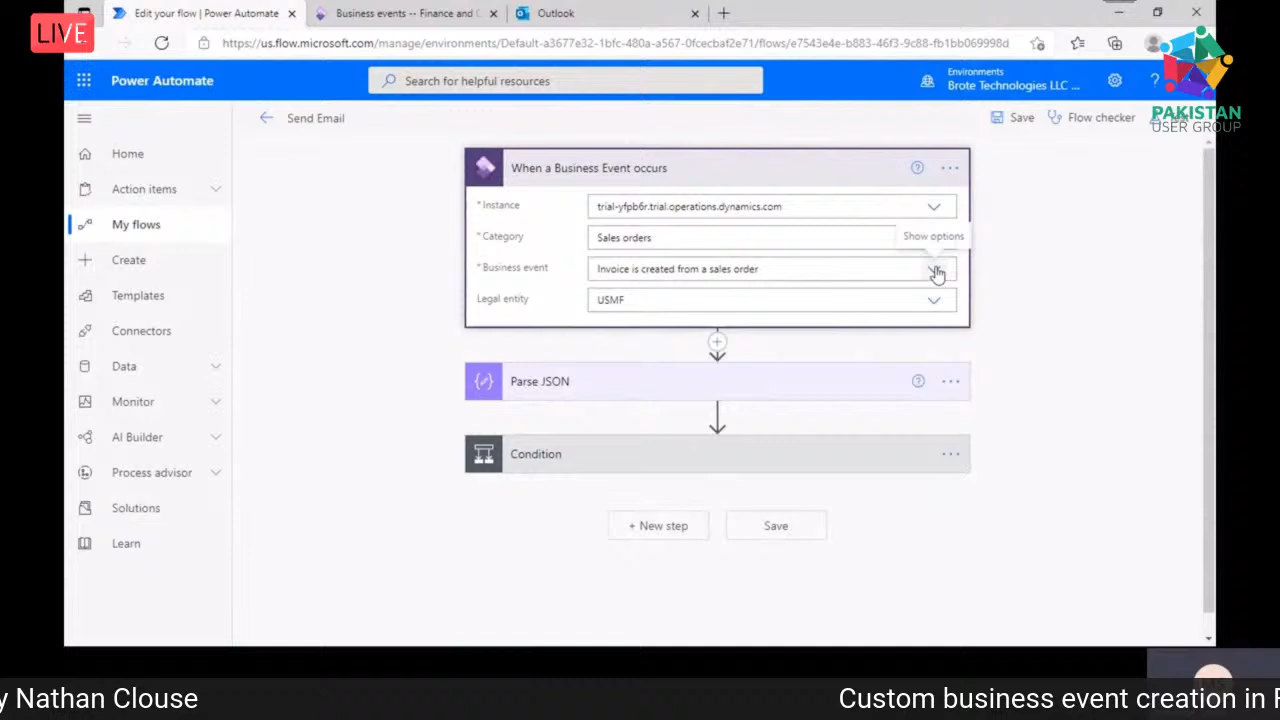 LIVE
Edit your flow | Power Automate
Business events -- Finance and
Outlook
https://us.flow.microsoft.com/manage/environments/Default-a3677e32-1bfc-480a-a567-0fcecbaf2e71/flows/e7543e4e-b883-46f3-9c88-fb1bb069998d
Power Automate
Search for helpful resources
Environments
Brote Technologies LLC ...
PAKISTAN
USER GROUP
Send Email
Save
Flow checker
Home
Action items
My flows
Create
Templates
Connectors
Data
Monitor
AI Builder
Process advisor
Solutions
Learn
When a Business Event occurs
* Instance
trial-yfpb6r.trial.operations.dynamics.com
* Category
Sales orders
Show options
* Business event
Invoice is created from a sales order
Legal entity
USMF
Parse JSON
Condition
+ New step
Save
y Nathan Clouse
Custom business event creation in